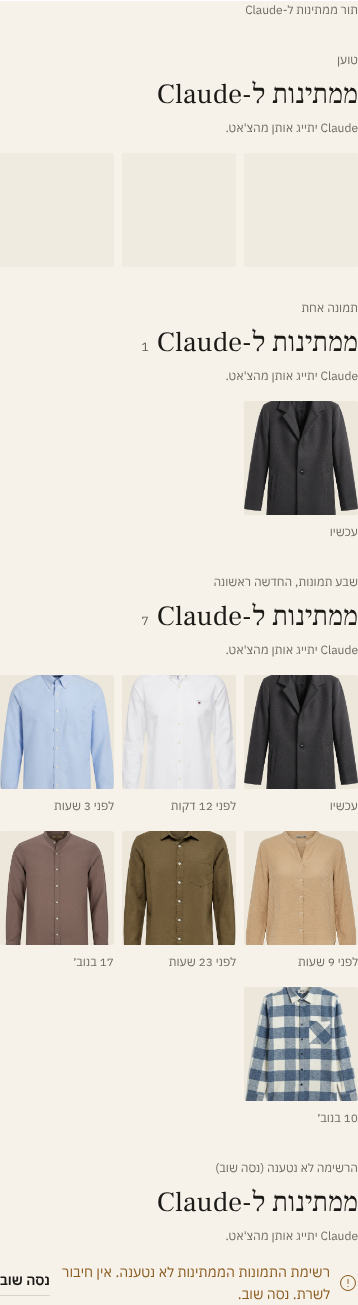 תור ממתינות ל-Claude
טוען
ממתינות ל-Claude
Claude יתייג אותן מהצ'אט.
תמונה אחת
ממתינות ל-Claude 1
Claude יתייג אותן מהצ'אט.
עכשיו
שבע תמונות, החדשה ראשונה
ממתינות ל-Claude 7
Claude יתייג אותן מהצ'אט.
עכשיו לפני 12 דקות לפני 3 שעות
לפני 9 שעות לפני 23 שעות 17 בנוב׳
10 בנוב׳
הרשימה לא נטענה (נסה שוב)
ממתינות ל-Claude
Claude יתייג אותן מהצ'אט.
רשימת התמונות הממתינות לא נטענה. אין חיבור נסה שוב
לשרת. נסה שוב.